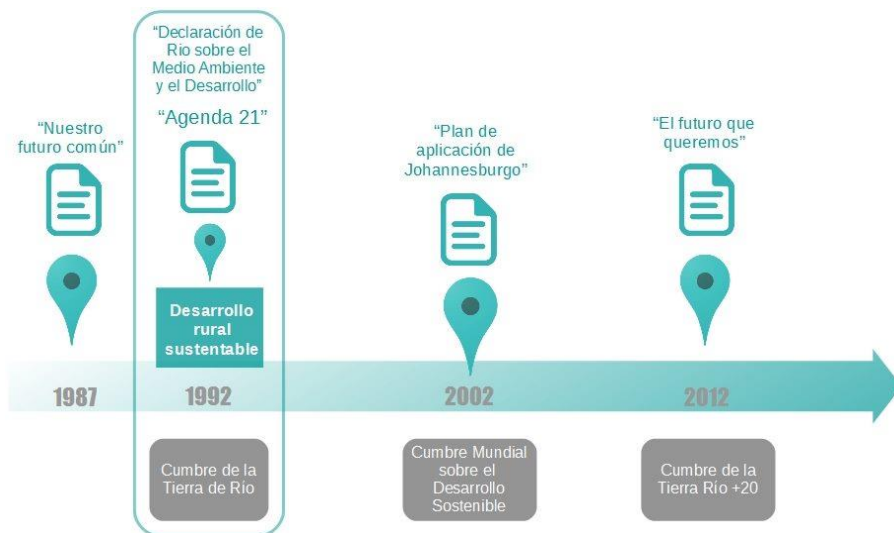 “Nuestro
futuro común”
1987
“Declaración de
Rio sobre el
Medio Ambiente
y el Desarrollo”
“Agenda 21”
Desarrollo
rural
sustentable
1992
Cumbre de la
Tierra de Río
“Plan de
aplicación de
Johannesburgo”
2002
Cumbre Mundial
sobre el
Desarrollo
Sostenible
“El futuro que
queremos”
2012
Cumbre de la
Tierra Río +20